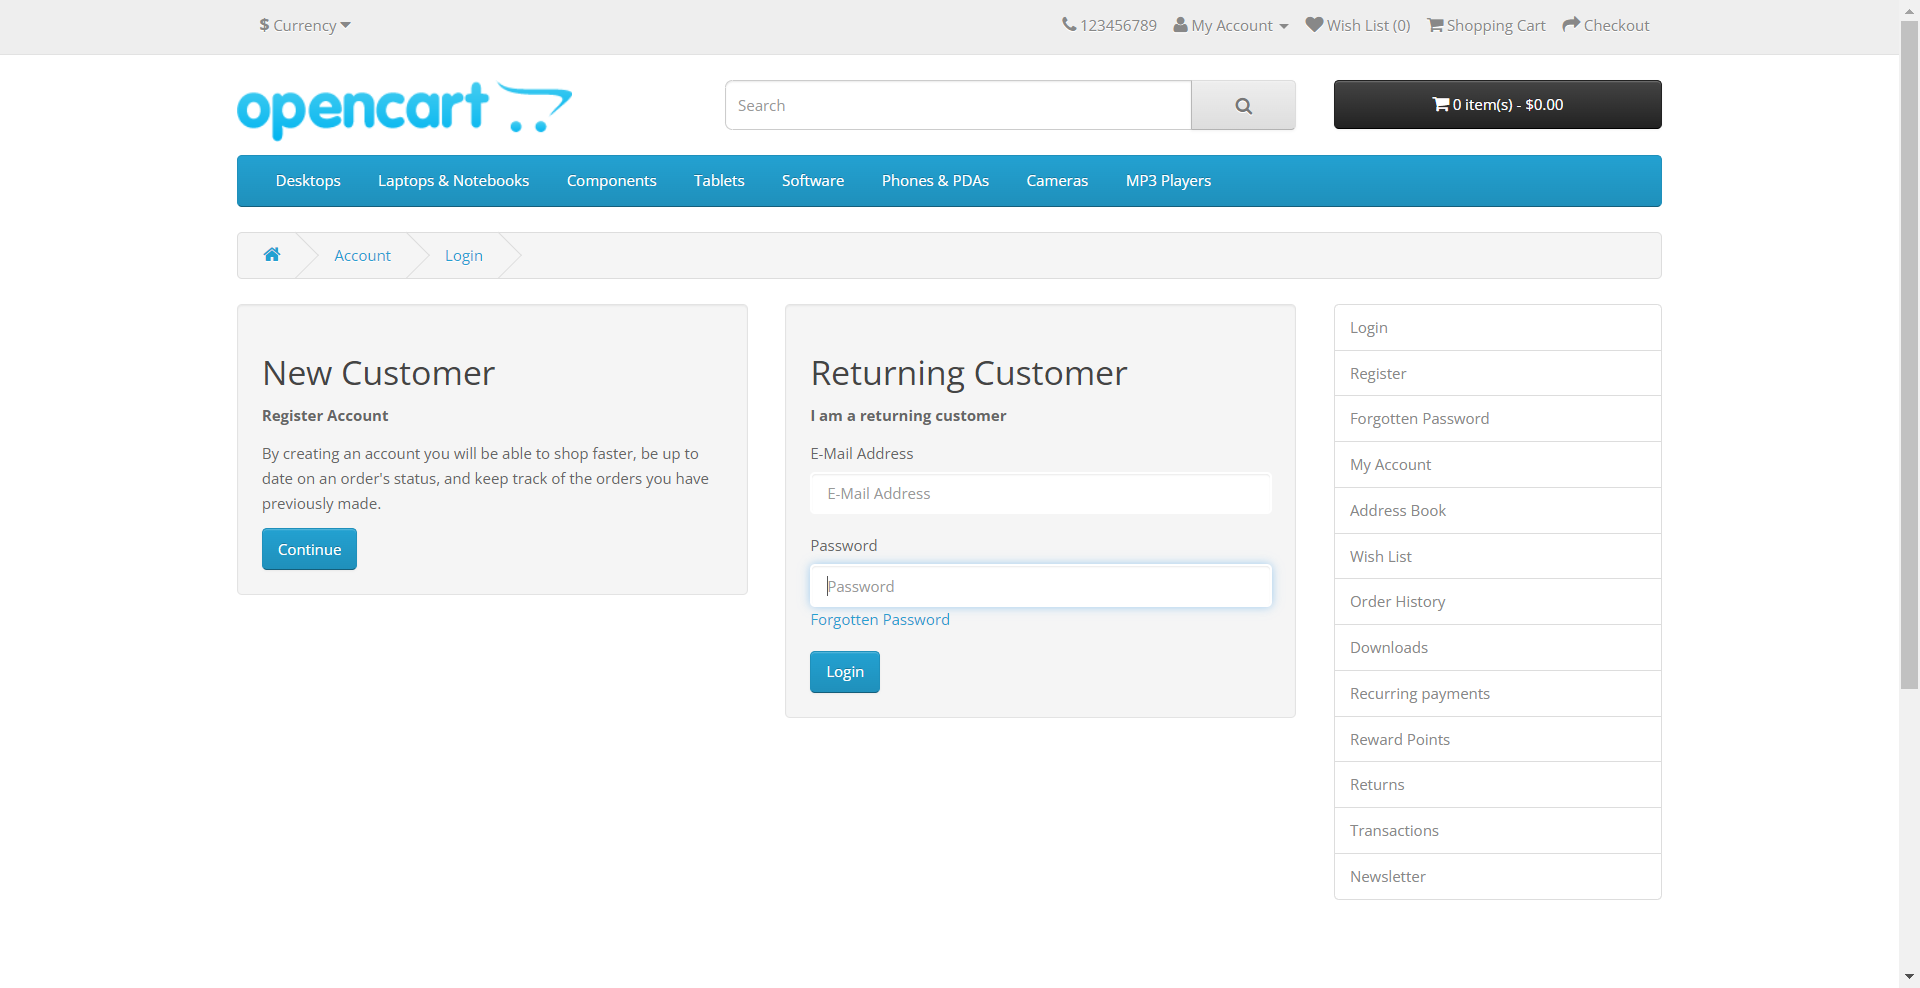 $ Currency
123456789 My Account Wish List (0) Shopping Cart Checkout
opencart
Search
0 item(s) - $0.00
Desktops Laptops & Notebooks Components Tablets Software Phones & PDAs Cameras MP3 Players
Account Login
New Customer
Register Account
By creating an account you will be able to shop faster, be up to
date on an order's status, and keep track of the orders you have
previously made.
Continue
Returning Customer
I am a returning customer
E-Mail Address
E-Mail Address
Password
Password
Forgotten Password
Login
Login
Register
Forgotten Password
My Account
Address Book
Wish List
Order History
Downloads
Recurring payments
Reward Points
Returns
Transactions
Newsletter